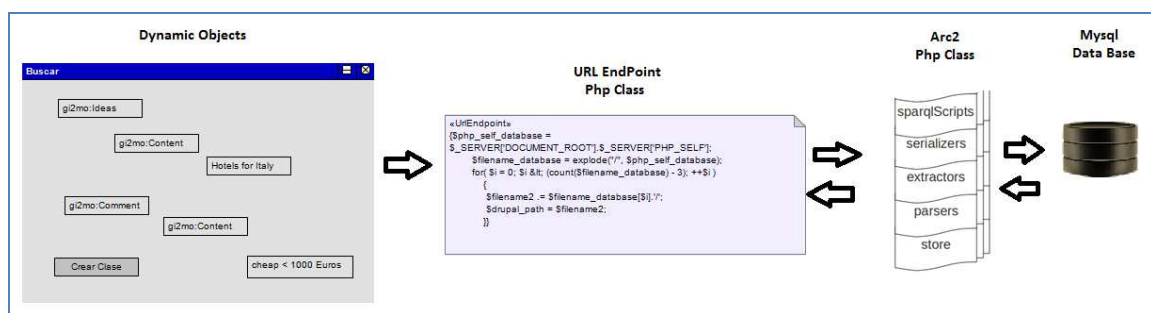 Dynamic Objects
Buscar
gi2mo:Ideas
gi2mo:Content
Hotels for Italy
gi2mo:Comment
gi2mo:Content
Crear Clase
cheap < 1000 Euros
URL EndPoint
Php Class
«UrlEndpoint»
{$php_self_database =
$_SERVER['DOCUMENT_ROOT'].$_SERVER['PHP_SELF'];
$filename_database = explode("/", $php_self_database);
for( $i = 0; $i &lt; (count($filename_database) - 3); ++$i )
{
$filename2 .= $filename_database[$i].'/';
$drupal_path = $filename2;
}}
Arc2
Php Class
sparqlScripts
serializers
extractors
parsers
store
Mysql
Data Base